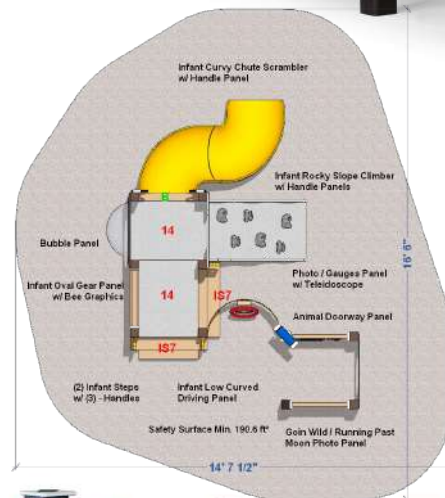 Infant Curvy Chute Scrambler
w/ Handle Panel
Infant Rocky Slope Climber
w/ Handle Panels
14
Bubble Panel
16' 6"
Photo / Gauges Panel
w/ Teleidoscope
Infant Oval Gear Panel
w/ Bee Graphics
14
IS7
Animal Doorway Panel
IS7
(2) Infant Steps
w/ (3) - Handles
Infant Low Curved
Driving Panel
Safety Surface Min. 190.6 ft²
Goin Wild / Running Past
Moon Photo Panel
14' 7 1/2"